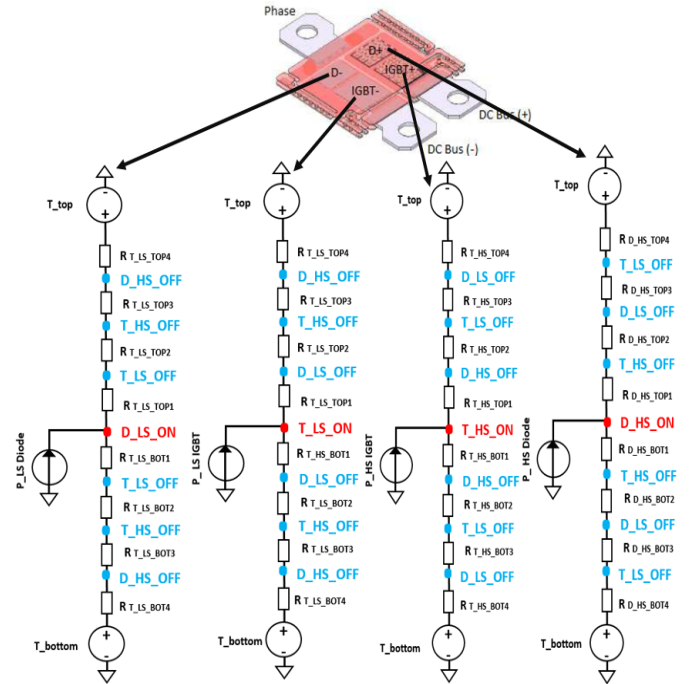 Phase
D+
IGBT+
D-
IGBT-
DC Bus (+)
DC Bus (-)
T_top
R T_LS_TOP4
D_HS_OFF
R T_LS_TOP3
T_HS_OFF
R T_LS_TOP2
T_LS_OFF
R T_LS_TOP1
D_LS_ON
P_LS Diode
R T_LS_BOT1
T_LS_OFF
R T_LS_BOT2
T_HS_OFF
R T_LS_BOT3
D_HS_OFF
R T_LS_BOT4
T_bottom
T_top
R T_LS_TOP4
D_HS_OFF
R T_LS_TOP3
T_HS_OFF
R T_LS_TOP2
D_LS_OFF
R T_LS_TOP1
T_LS_ON
P_LS IGBT
R T_HS_BOT1
D_LS_OFF
R T_LS_BOT2
T_HS_OFF
R T_LS_BOT3
D_HS_OFF
R T_LS_BOT4
T_bottom
T_top
R T_HS_TOP4
D_LS_OFF
R T_HS_TOP3
T_LS_OFF
R T_HS_TOP2
D_HS_OFF
R T_HS_TOP1
T_HS_ON
P_HS IGBT
R T_HS_BOT1
D_HS_OFF
R T_HS_BOT2
T_LS_OFF
R T_HS_BOT3
D_LS_OFF
R T_HS_BOT4
T_bottom
T_top
R D_HS_TOP4
T_LS_OFF
R D_HS_TOP3
D_LS_OFF
R D_HS_TOP2
T_HS_OFF
R D_HS_TOP1
D_HS_ON
P_ HS Diode
R D_HS_BOT1
T_HS_OFF
R D_HS_BOT2
D_LS_OFF
R D_HS_BOT3
T_LS_OFF
R D_HS_BOT4